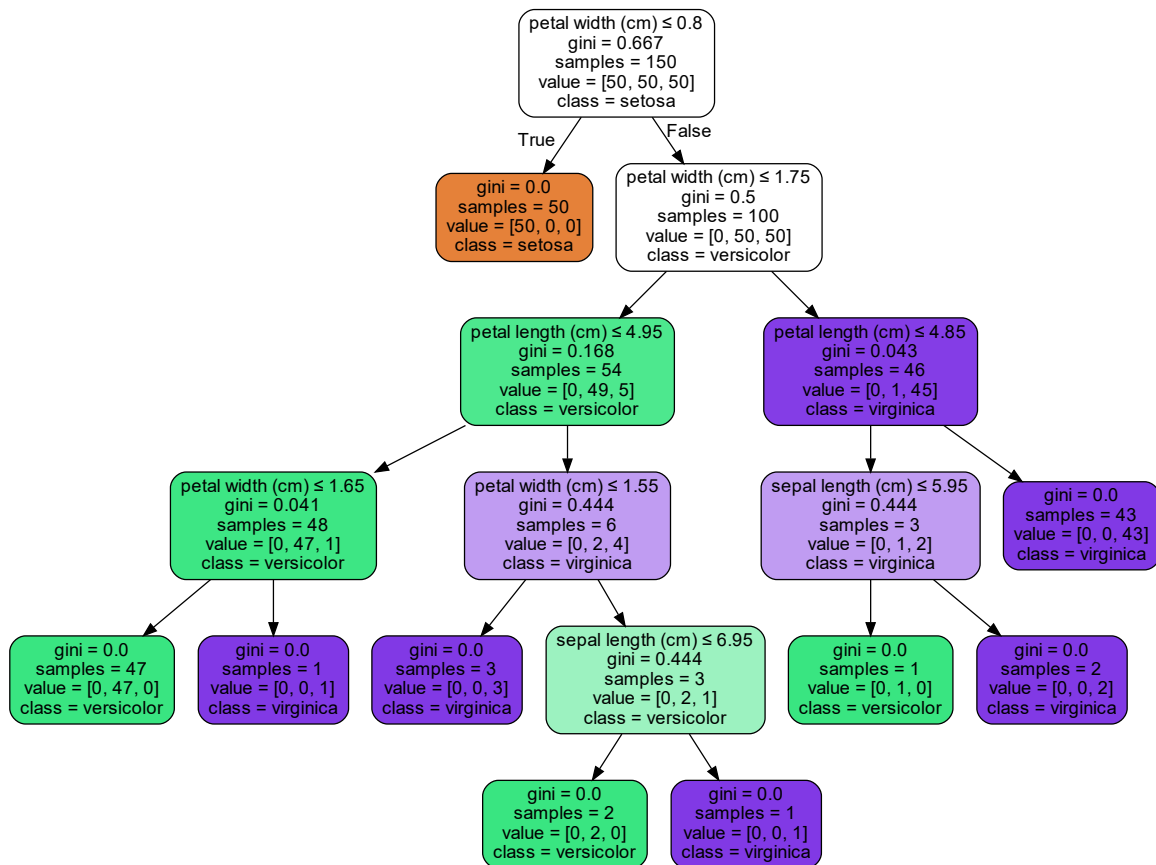 petal width (cm) ≤ 0.8
gini = 0.667
samples = 150
value = [50, 50, 50]
class = setosa
True
False
gini = 0.0
samples = 50
value = [50, 0, 0]
class = setosa
petal width (cm) ≤ 1.75
gini = 0.5
samples = 100
value = [0, 50, 50]
class = versicolor
petal length (cm) ≤ 4.95
gini = 0.168
samples = 54
value = [0, 49, 5]
class = versicolor
petal length (cm) ≤ 4.85
gini = 0.043
samples = 46
value = [0, 1, 45]
class = virginica
petal width (cm) ≤ 1.65
gini = 0.041
samples = 48
value = [0, 47, 1]
class = versicolor
petal width (cm) ≤ 1.55
gini = 0.444
samples = 6
value = [0, 2, 4]
class = virginica
sepal length (cm) ≤ 5.95
gini = 0.444
samples = 3
value = [0, 1, 2]
class = virginica
gini = 0.0
samples = 43
value = [0, 0, 43]
class = virginica
gini = 0.0
samples = 47
value = [0, 47, 0]
class = versicolor
gini = 0.0
samples = 1
value = [0, 0, 1]
class = virginica
gini = 0.0
samples = 3
value = [0, 0, 3]
class = virginica
sepal length (cm) ≤ 6.95
gini = 0.444
samples = 3
value = [0, 2, 1]
class = versicolor
gini = 0.0
samples = 1
value = [0, 1, 0]
class = versicolor
gini = 0.0
samples = 2
value = [0, 0, 2]
class = virginica
gini = 0.0
samples = 2
value = [0, 2, 0]
class = versicolor
gini = 0.0
samples = 1
value = [0, 0, 1]
class = virginica